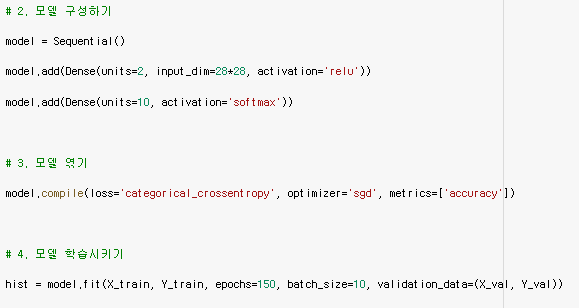 # 2. 모델 구성하기
model = Sequential()
model.add(Dense(units=2, input_dim=28*28, activation='relu'))
model.add(Dense(units=10, activation='softmax'))
# 3. 모델 엮기
model.compile(loss='categorical_crossentropy', optimizer='sgd', metrics=['accuracy'])
# 4. 모델 학습시키기
hist = model.fit(X_train, Y_train, epochs=150, batch_size=10, validation_data=(X_val, Y_val))